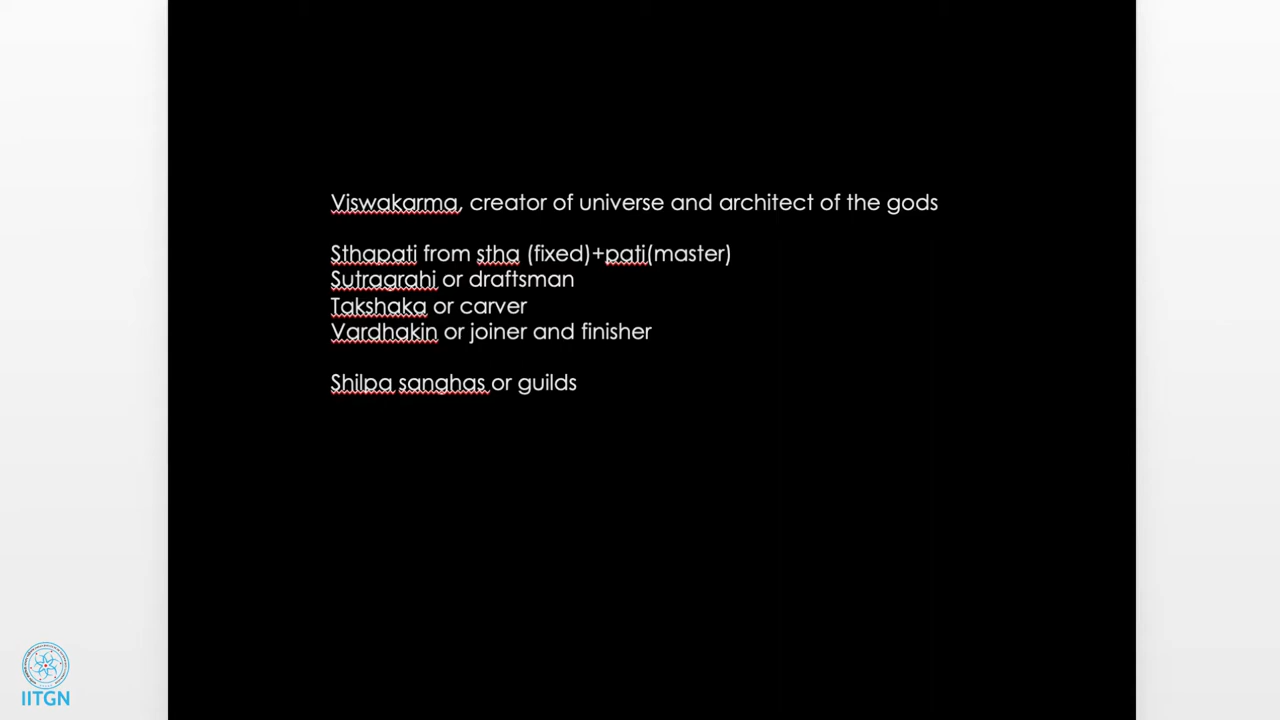 Viswakarma, creator of universe and architect of the gods
Sthapati from stha (fixed)+pati(master)
Sutragrahi or draftsman
Takshaka or carver
Vardhakin or joiner and finisher
Shilpa sanghas or guilds
IITGN